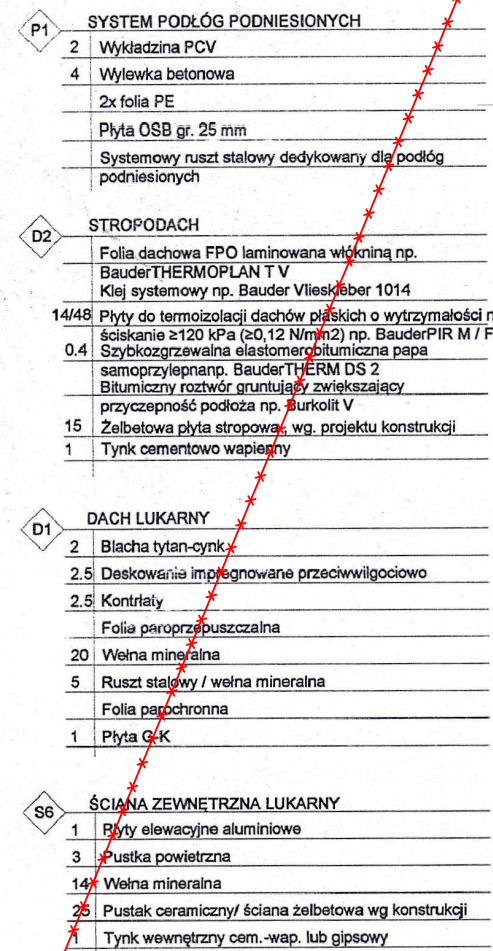 P1 SYSTEM PODŁÓG PODNIESIONYCH
2 Wykładzina PCV
4 Wylewka betonowa
2x folia PE
Płyta OSB gr. 25 mm
Systemowy ruszt stalowy dedykowany dla podłóg
podniesionych
D2 STROPODACH
Folia dachowa FPO laminowana włókniną np.
BauderTHERMOPLAN T V
Klej systemowy np. Bauder Vlieskleber 1014
14/48 Płyty do termoizolacji dachów płaskich o wytrzymałości n
ściskanie ≥120 kPa (≥0,12 N/mm2) np. BauderPIR M / F
0.4 Szybkozgrzewalna elastomerobitumiczna papa
samoprzylepnanp. BauderTHERM DS 2
Bitumiczny roztwór gruntujący zwiększający
przyczepność podłoża np. Burkolit V
15 Żelbetowa płyta stropowa, wg. projektu konstrukcji
1 Tynk cementowo wapienny
D1 DACH LUKARNY
2 Blacha tytan-cynk
2.5 Deskowanie impregnowane przeciwwilgociowo
2.5 Kontrłaty
Folia paroprzepuszczalna
20 Wełna mineralna
5 Ruszt stalowy / wełna mineralna
Folia parochronna
1 Płyta G-K
S6 ŚCIANA ZEWNĘTRZNA LUKARNY
1 Płyty elewacyjne aluminiowe
3 Pustka powietrzna
14 Wełna mineralna
25 Pustak ceramiczny/ ściana żelbetowa wg konstrukcji
1 Tynk wewnętrzny cem.-wap. lub gipsowy